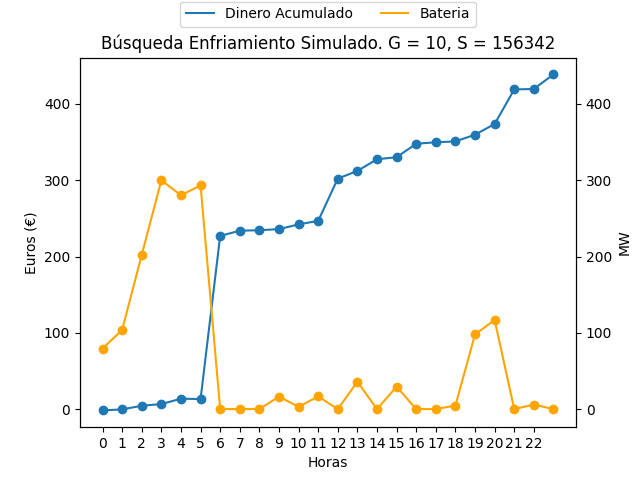 Dinero Acumulado Bateria
Búsqueda Enfriamiento Simulado. G = 10, S = 156342
400 400
300 300
200 200
100 100
0 0
Euros (€)
MW
0 1 2 3 4 5 6 7 8 9 10 11 12 13 14 15 16 17 18 19 20 21 22
Horas